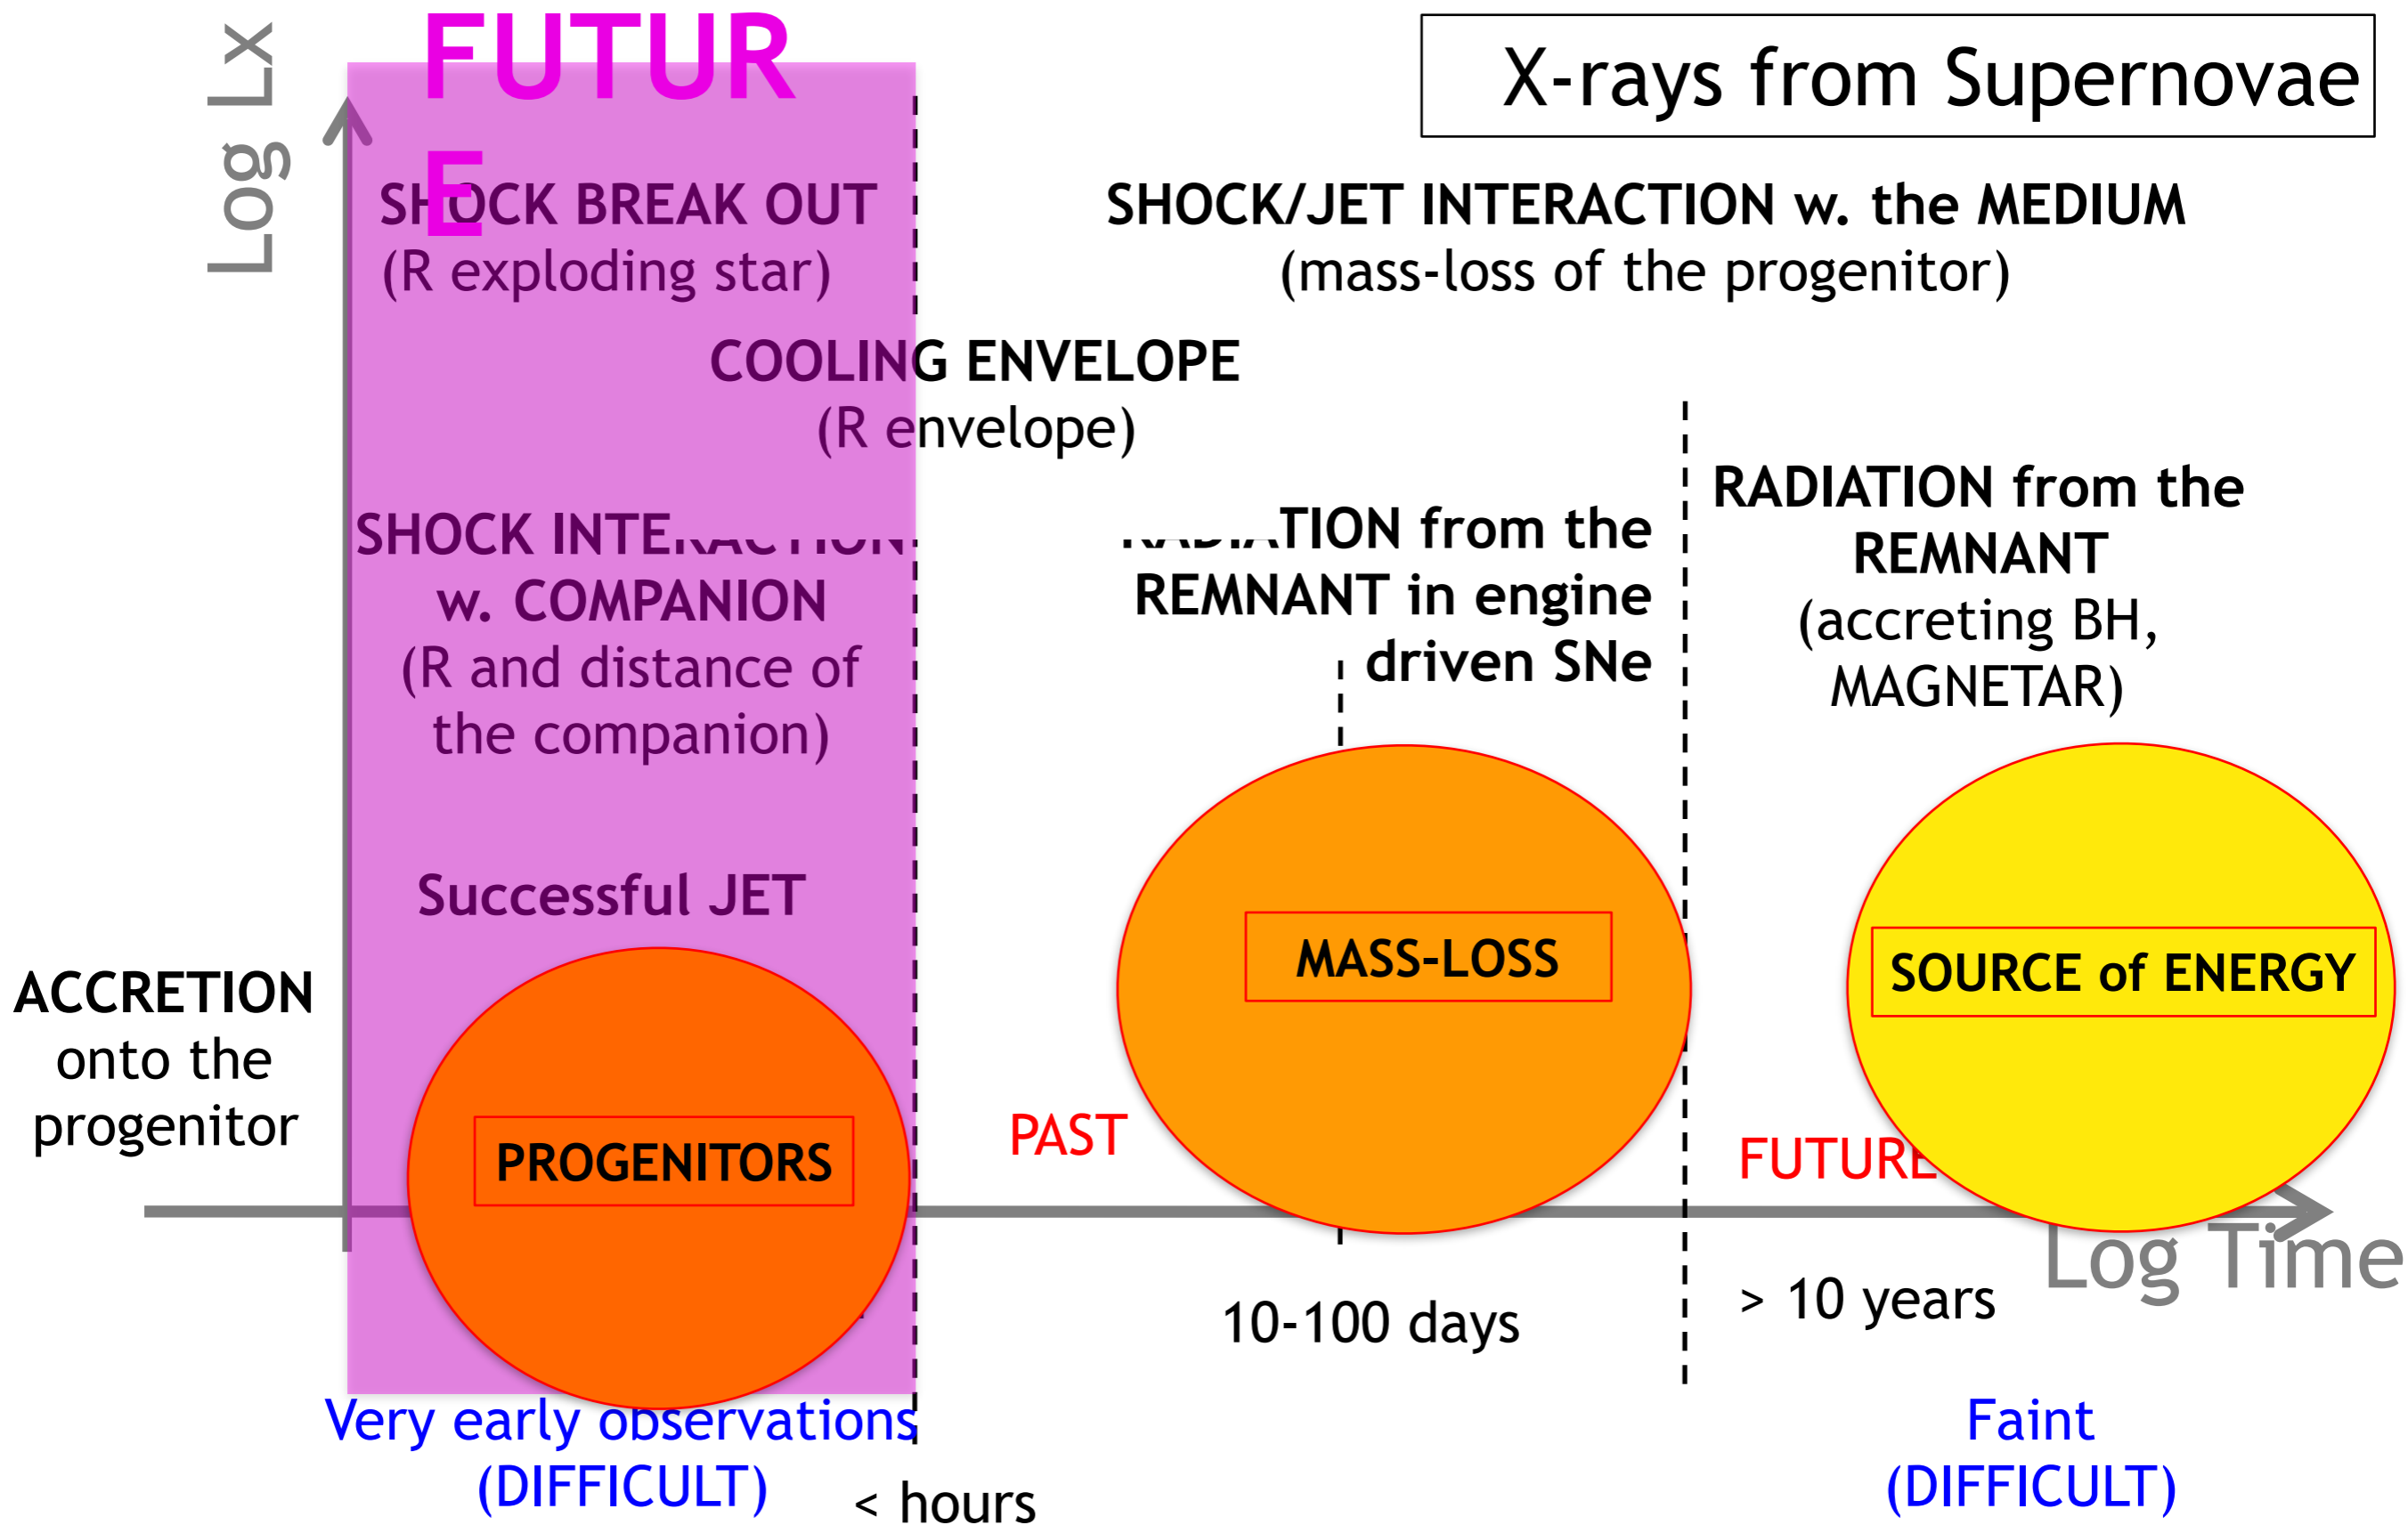 FUTUR
E
X-rays from Supernovae
Log Lx
SHOCK BREAK OUT
(R exploding star)
SHOCK/JET INTERACTION w. the MEDIUM
(mass-loss of the progenitor)
COOLING ENVELOPE
(R envelope)
SHOCK INTERACTION
w. COMPANION
(R and distance of
the companion)
RADIATION from the
REMNANT in engine
driven SNe
RADIATION from the
REMNANT
(accreting BH,
MAGNETAR)
Successful JET
ACCRETION
onto the
progenitor
PROGENITORS
PAST
MASS-LOSS
FUTURE
SOURCE of ENERGY
Log Time
10-100 days
> 10 years
Very early observations
(DIFFICULT)
< hours
Faint
(DIFFICULT)